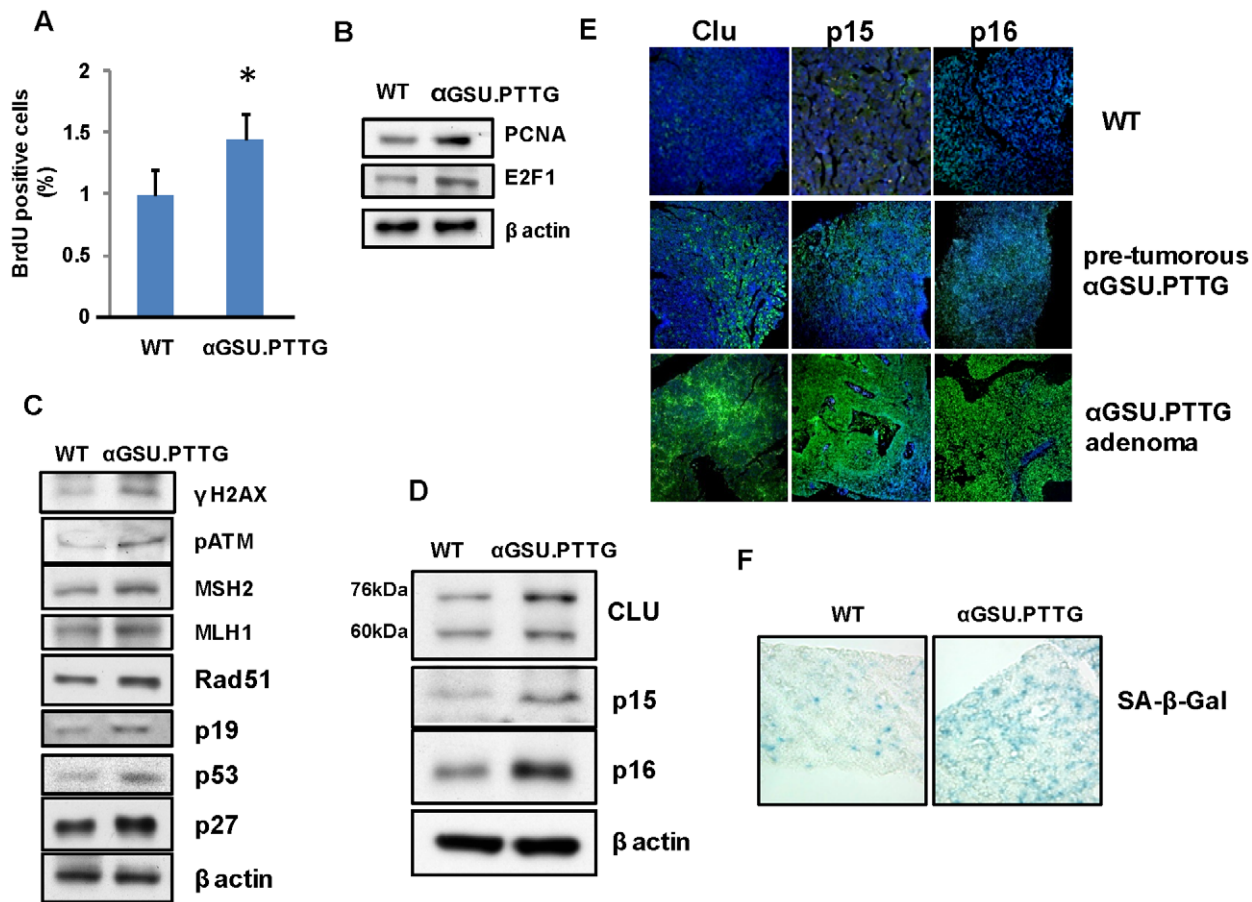 A
BrdU positive cells
(%)
2
1.5
1
0.5
0
*
WT
αGSU.PTTG
B
WT αGSU.PTTG
PCNA
E2F1
β actin
C
WT αGSU.PTTG
γH2AX
pATM
MSH2
MLH1
Rad51
p19
p53
p27
β actin
D
WT αGSU.PTTG
76kDa
60kDa
CLU
p15
p16
β actin
E
Clu p15 p16
WT
pre-tumorous
αGSU.PTTG
αGSU.PTTG
adenoma
F
WT αGSU.PTTG
SA-β-Gal